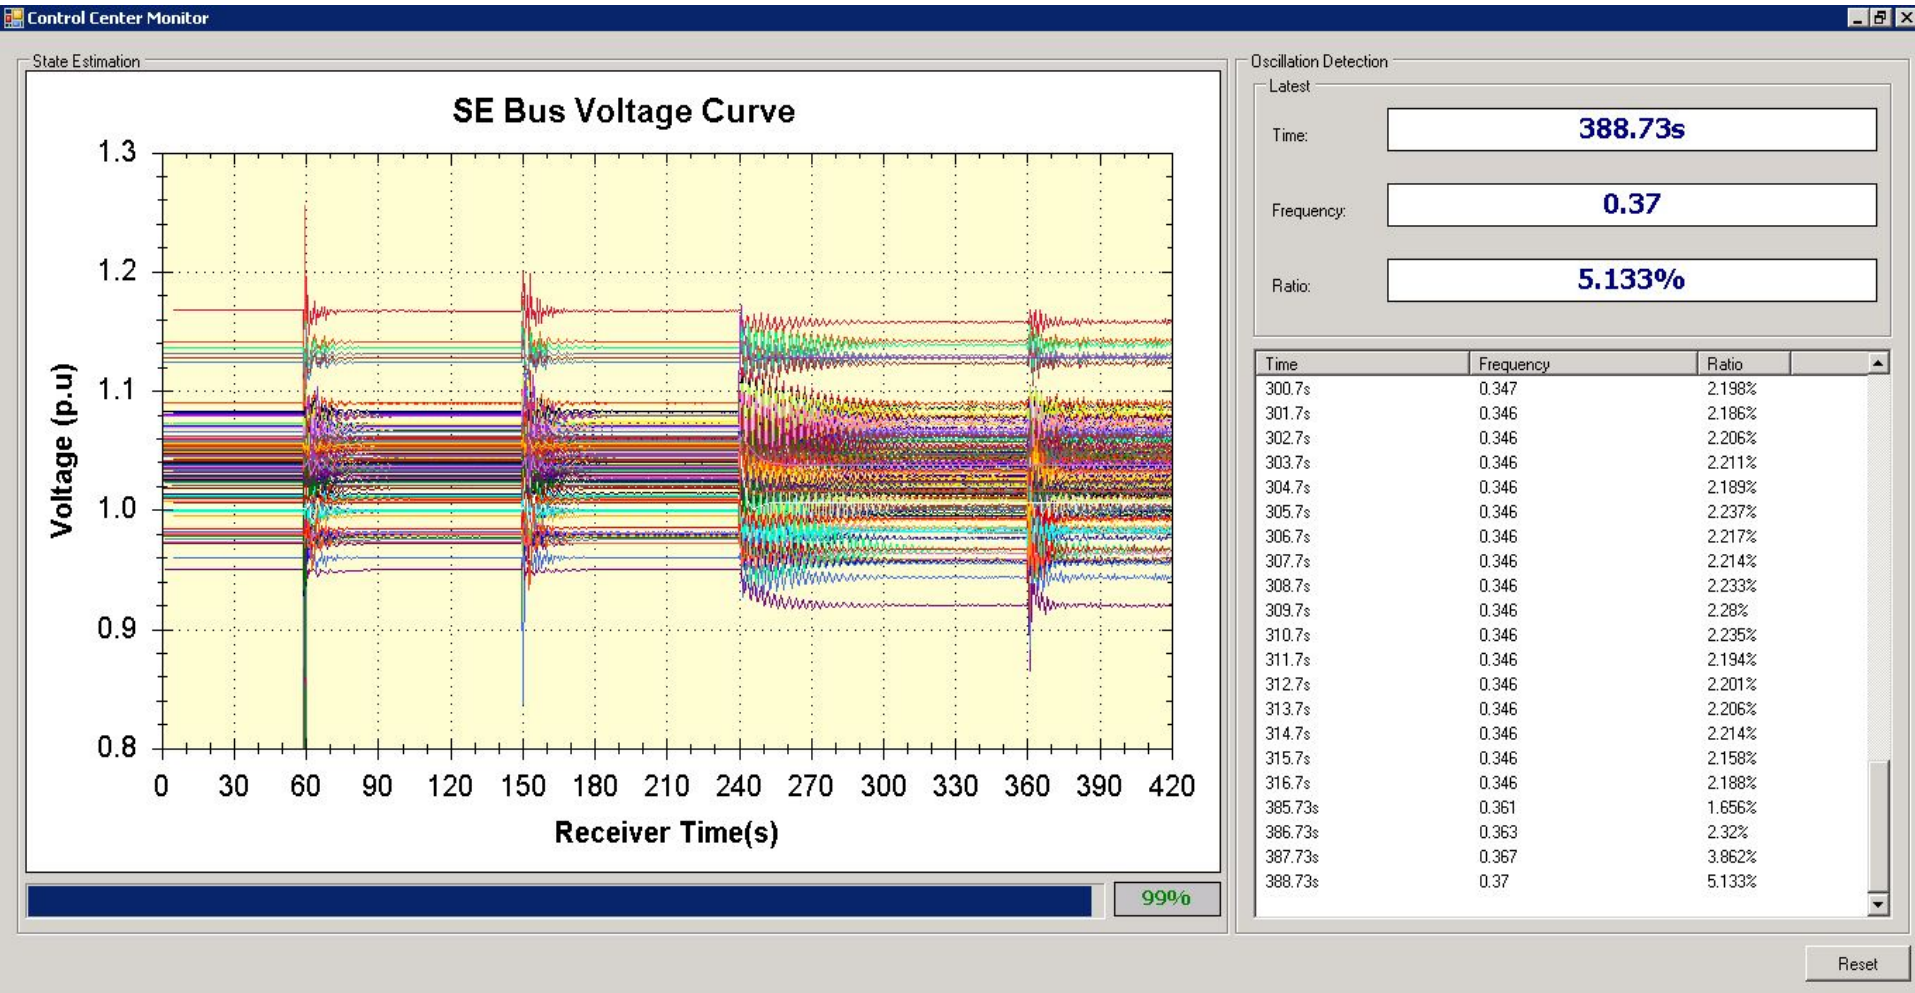 Control Center Monitor
State Estimation
SE Bus Voltage Curve
1.3
1.2
1.1
1.0
0.9
0.8
Voltage (p.u)
0 30 60 90 120 150 180 210 240 270 300 330 360 390 420
Receiver Time(s)
99%
Oscillation Detection
Latest
Time: 388.73s
Frequency: 0.37
Ratio: 5.133%
Time Frequency Ratio
300.7s 0.347 2.198%
301.7s 0.346 2.186%
302.7s 0.346 2.206%
303.7s 0.346 2.211%
304.7s 0.346 2.189%
305.7s 0.346 2.237%
306.7s 0.346 2.217%
307.7s 0.346 2.214%
308.7s 0.346 2.233%
309.7s 0.346 2.28%
310.7s 0.346 2.235%
311.7s 0.346 2.194%
312.7s 0.346 2.201%
313.7s 0.346 2.206%
314.7s 0.346 2.214%
315.7s 0.346 2.158%
316.7s 0.346 2.188%
385.73s 0.361 1.656%
386.73s 0.363 2.32%
387.73s 0.367 3.862%
388.73s 0.37 5.133%
Reset